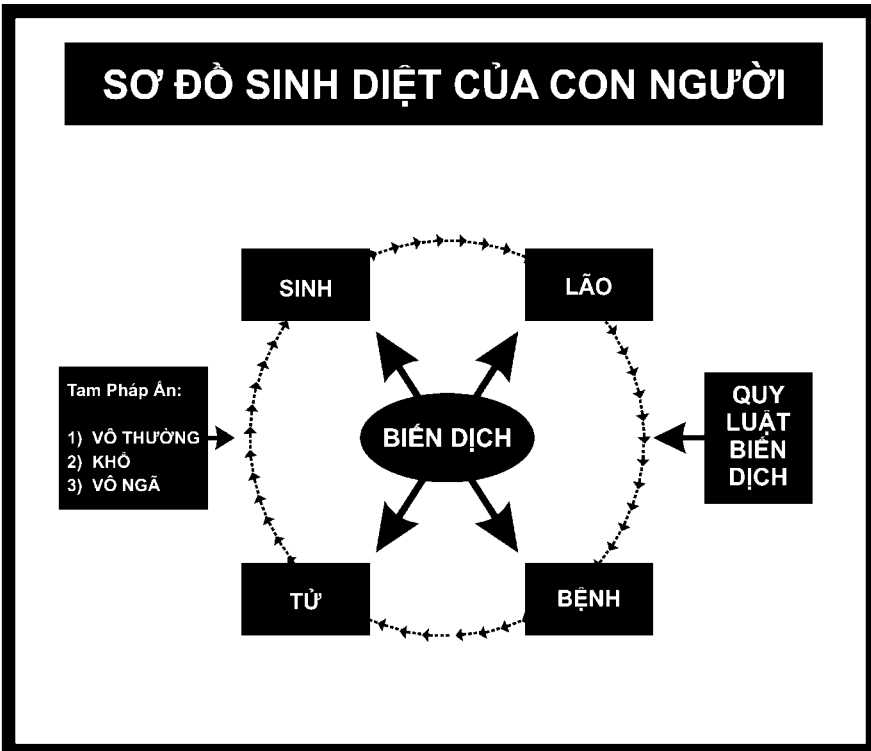 SƠ ĐỒ SINH DIỆT CỦA CON NGƯỜI
SINH
LÃO
Tam Pháp Ấn:
1) VÔ THƯỜNG
2) KHỔ
3) VÔ NGÃ
BIẾN DỊCH
QUY
LUẬT
BIẾN
DỊCH
TỬ
BỆNH